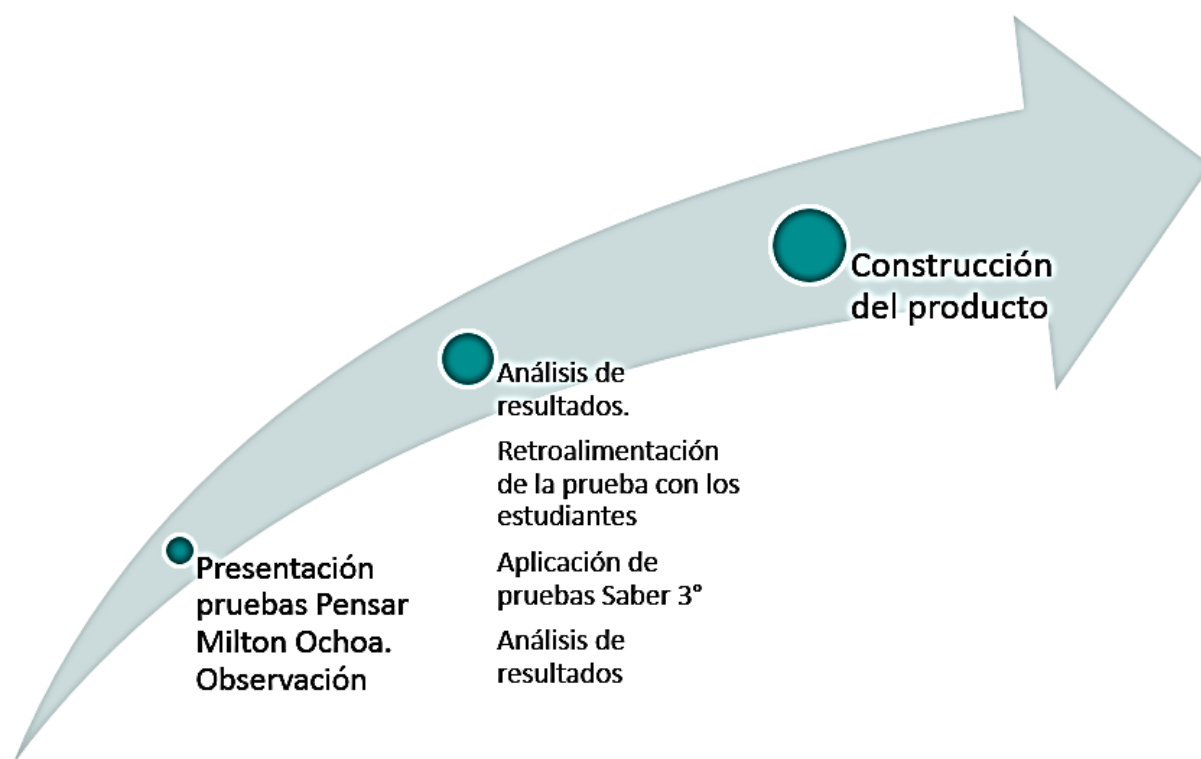 Presentación
pruebas Pensar
Milton Ochoa.
Observación
Análisis de
resultados.
Retroalimentación
de la prueba con los
estudiantes
Aplicación de
pruebas Saber 3°
Análisis de
resultados
Construcción
del producto